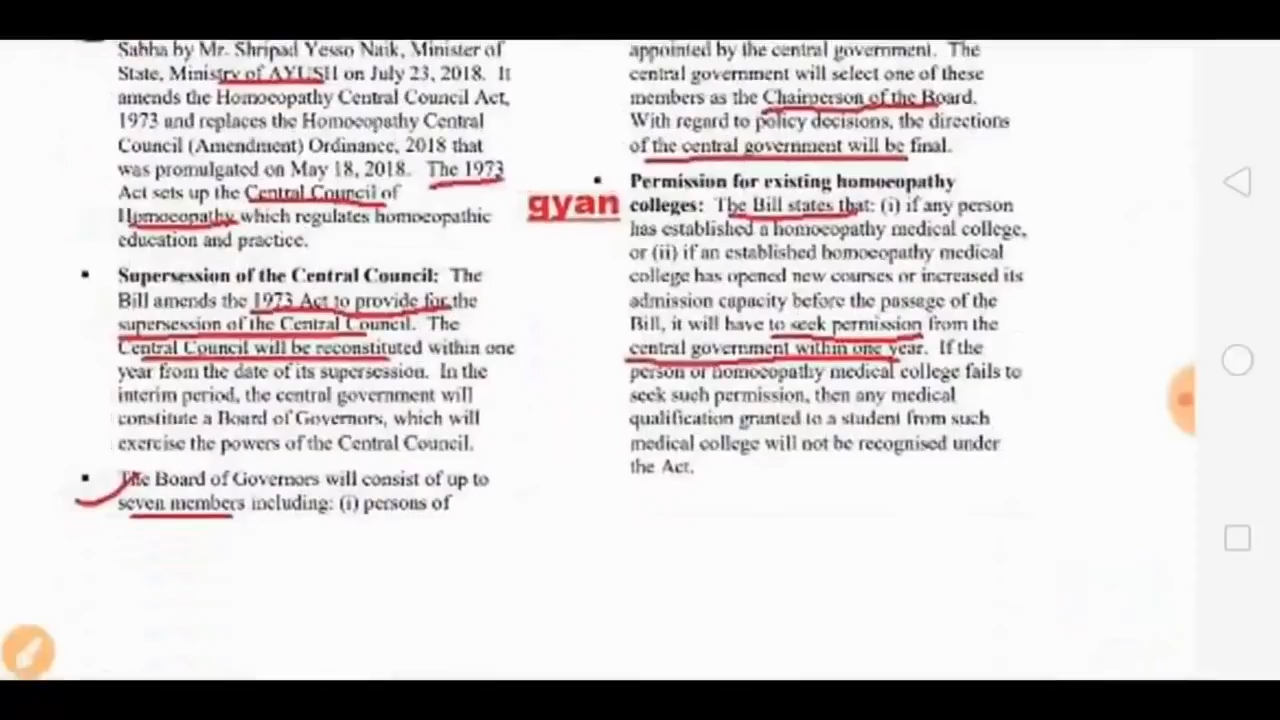 Sabha by Mr. Shripad Yesso Naik, Minister of
State, Ministry of AYUSH on July 23, 2018. It
amends the Homoeopathy Central Council Act,
1973 and replaces the Homoeopathy Central
Council (Amendment) Ordinance, 2018 that
was promulgated on May 18, 2018. The 1973
Act sets up the Central Council of
Homoeopathy which regulates homoeopathic
education and practice.
▪ Supersession of the Central Council: The
Bill amends the 1973 Act to provide for the
supersession of the Central Council. The
Central Council will be reconstituted within one
year from the date of its supersession. In the
interim period, the central government will
constitute a Board of Governors, which will
exercise the powers of the Central Council.
▪ The Board of Governors will consist of up to
seven members including: (i) persons of
gyan
appointed by the central government. The
central government will select one of these
members as the Chairperson of the Board.
With regard to policy decisions, the directions
of the central government will be final.
▪ Permission for existing homoeopathy
colleges: The Bill states that: (i) if any person
has established a homoeopathy medical college,
or (ii) if an established homoeopathy medical
college has opened new courses or increased its
admission capacity before the passage of the
Bill, it will have to seek permission from the
central government within one year. If the
person or homoeopathy medical college fails to
seek such permission, then any medical
qualification granted to a student from such
medical college will not be recognised under
the Act.